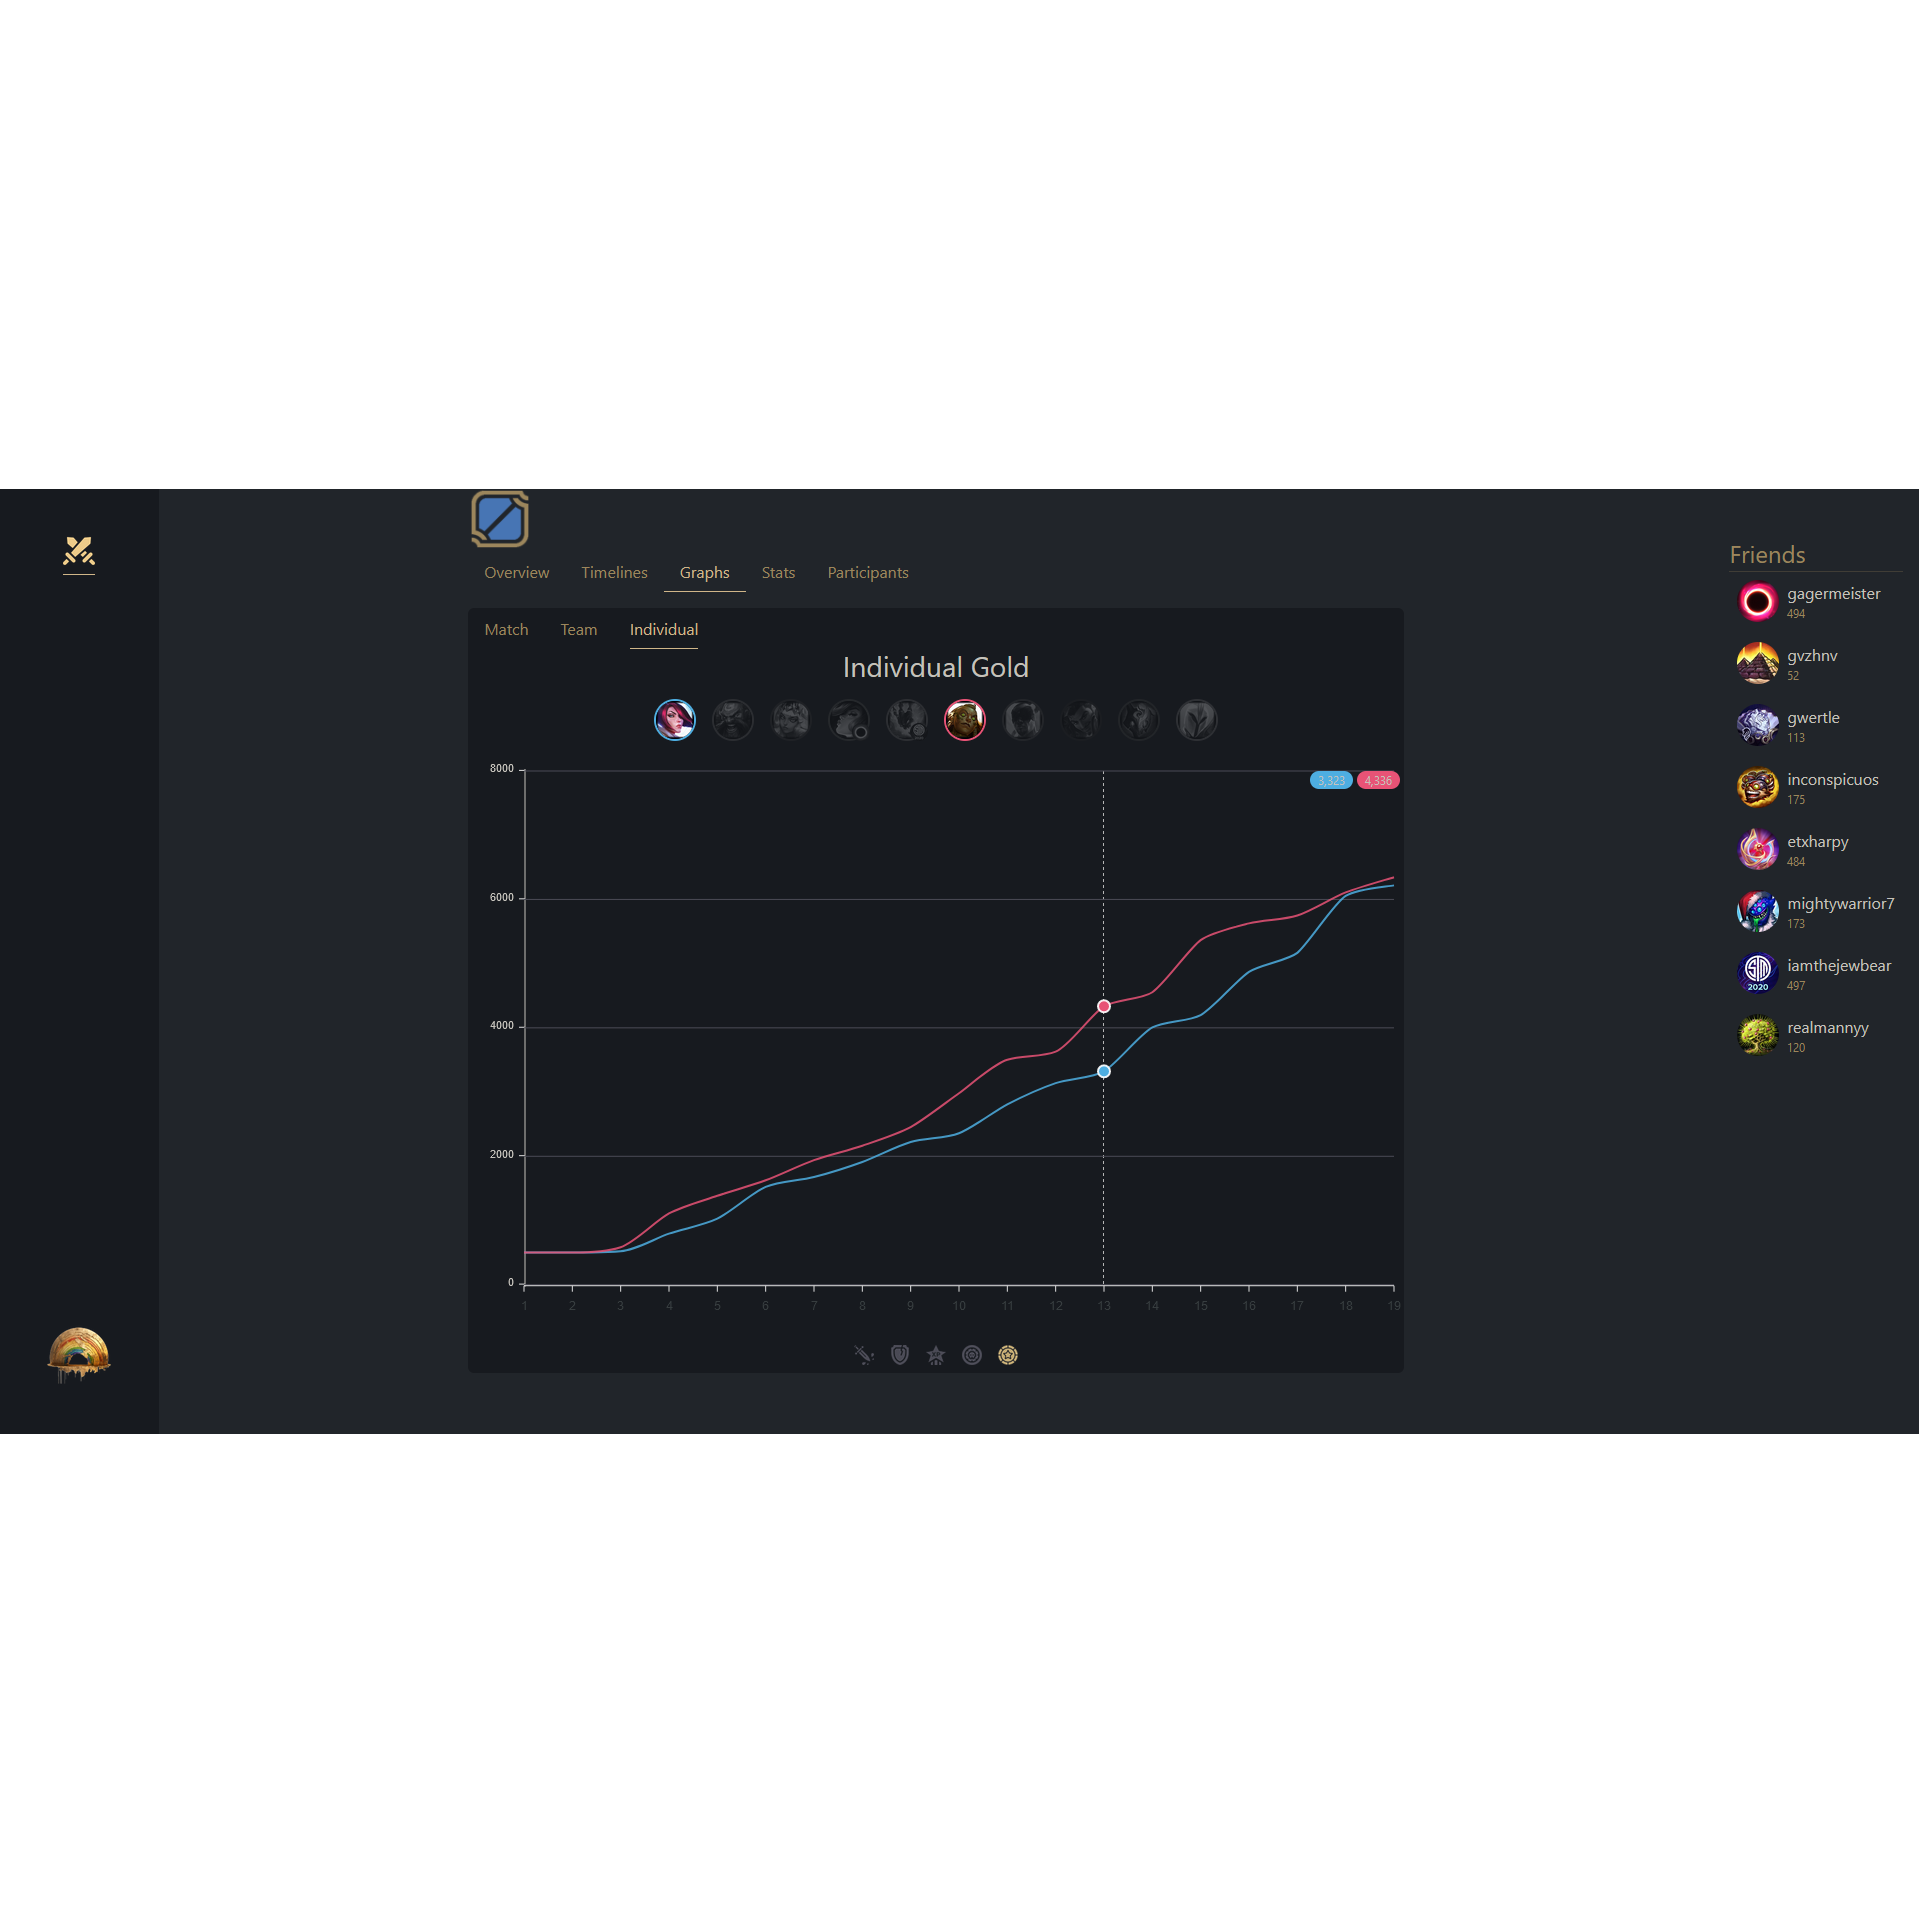 Overview Timelines Graphs Stats Participants
Match Team Individual
Individual Gold
3,323 4,336
8000
6000
4000
2000
0
1 2 3 4 5 6 7 8 9 10 11 12 13 14 15 16 17 18 19
Friends
gagermeister
494
gvzhnv
52
gwertle
113
inconspicuos
175
etxharpy
484
mightywarrior7
173
2020
iamthejewbear
497
realmannyy
120